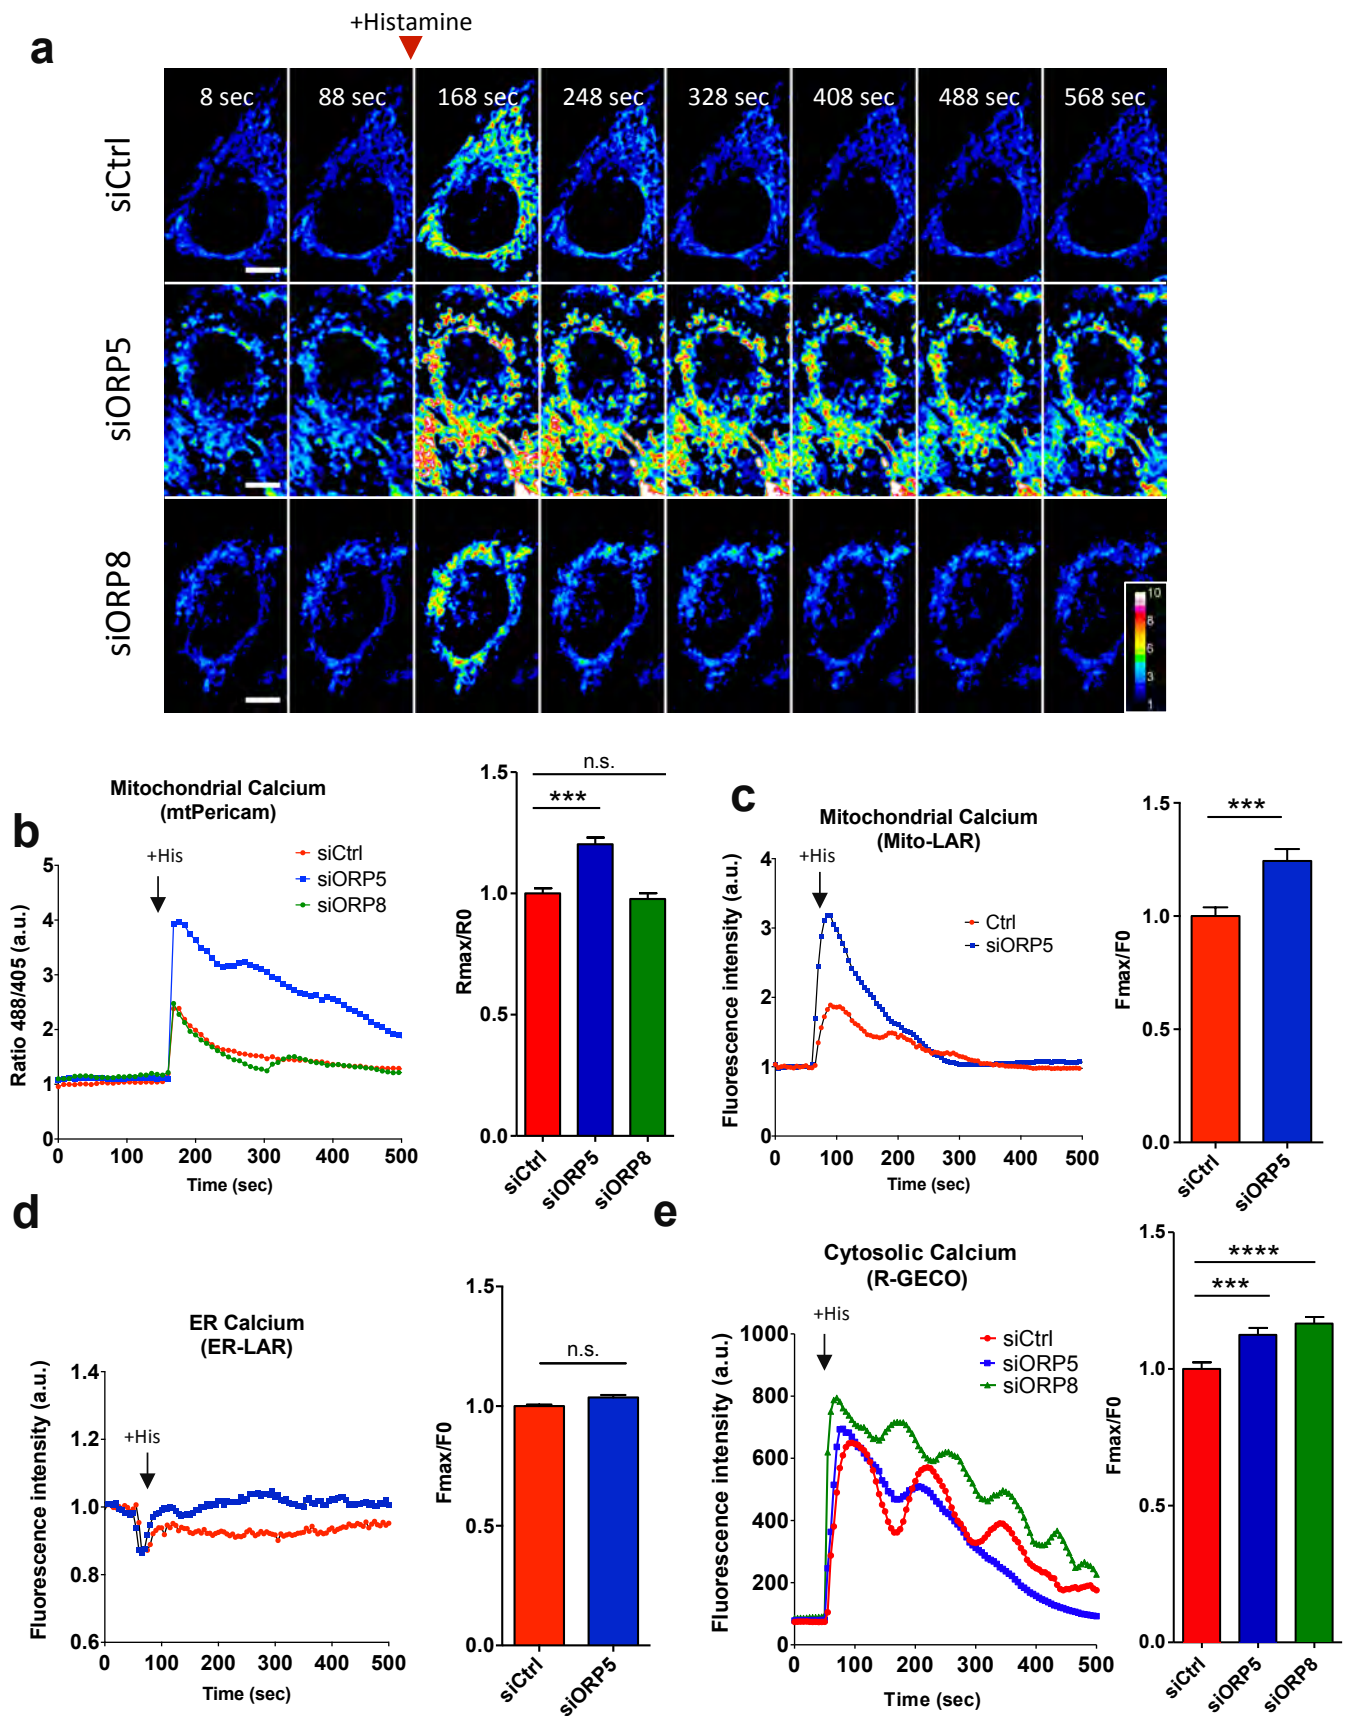 +Histamine
a
8 sec 88 sec 168 sec 248 sec 328 sec 408 sec 488 sec 568 sec
siCtrl
siORP5
siORP8
10
8
6
3
1
b
Mitochondrial Calcium
(mtPericam)
+His
siCtrl
siORP5
siORP8
Ratio 488/405 (a.u.)
5
4
3
2
1
0
0 100 200 300 400 500
Time (sec)
n.s.
***
Rmax/R0
1.5
1.0
0.5
0.0
siCtrl siORP5 siORP8
c
Mitochondrial Calcium
(Mito-LAR)
+His
Ctrl
siORP5
Fluorescence intensity (a.u.)
4
3
2
1
0
0 100 200 300 400 500
Time (sec)
***
Fmax/F0
1.5
1.0
0.5
0.0
siCtrl siORP5
d
ER Calcium
(ER-LAR)
+His
Fluorescence intensity (a.u.)
1.4
1.2
1.0
0.8
0.6
0 100 200 300 400 500
Time (sec)
n.s.
Fmax/F0
1.5
1.0
0.5
0.0
siCtrl siORP5
e
Cytosolic Calcium
(R-GECO)
+His
siCtrl
siORP5
siORP8
Fluorescence intensity (a.u.)
1000
800
600
400
200
0
0 100 200 300 400 500
Time (sec)
****
***
Fmax/F0
1.5
1.0
0.5
0.0
siCtrl siORP5 siORP8